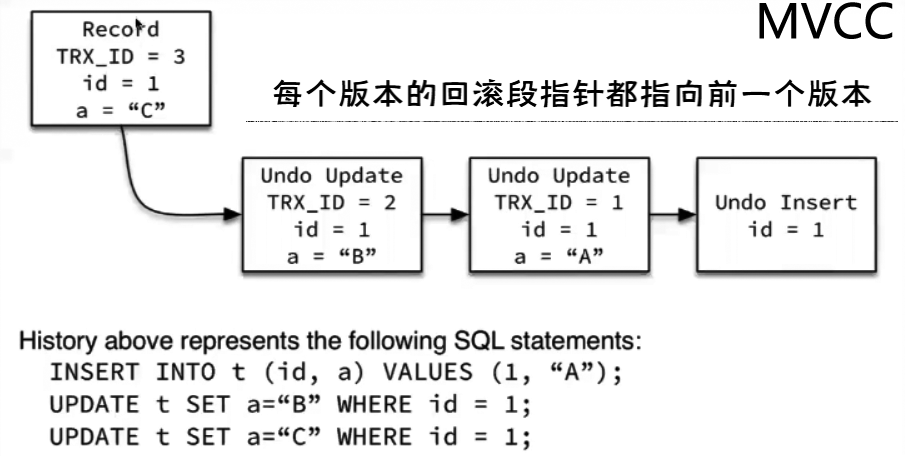 MVCC
Record
TRX_ID = 3
id = 1
a = “C”
每个版本的回滚段指针都指向前一个版本
Undo Update
TRX_ID = 2
id = 1
a = “B”
Undo Update
TRX_ID = 1
id = 1
a = “A”
Undo Insert
id = 1
History above represents the following SQL statements:
INSERT INTO t (id, a) VALUES (1, “A”);
UPDATE t SET a=“B” WHERE id = 1;
UPDATE t SET a=“C” WHERE id = 1;